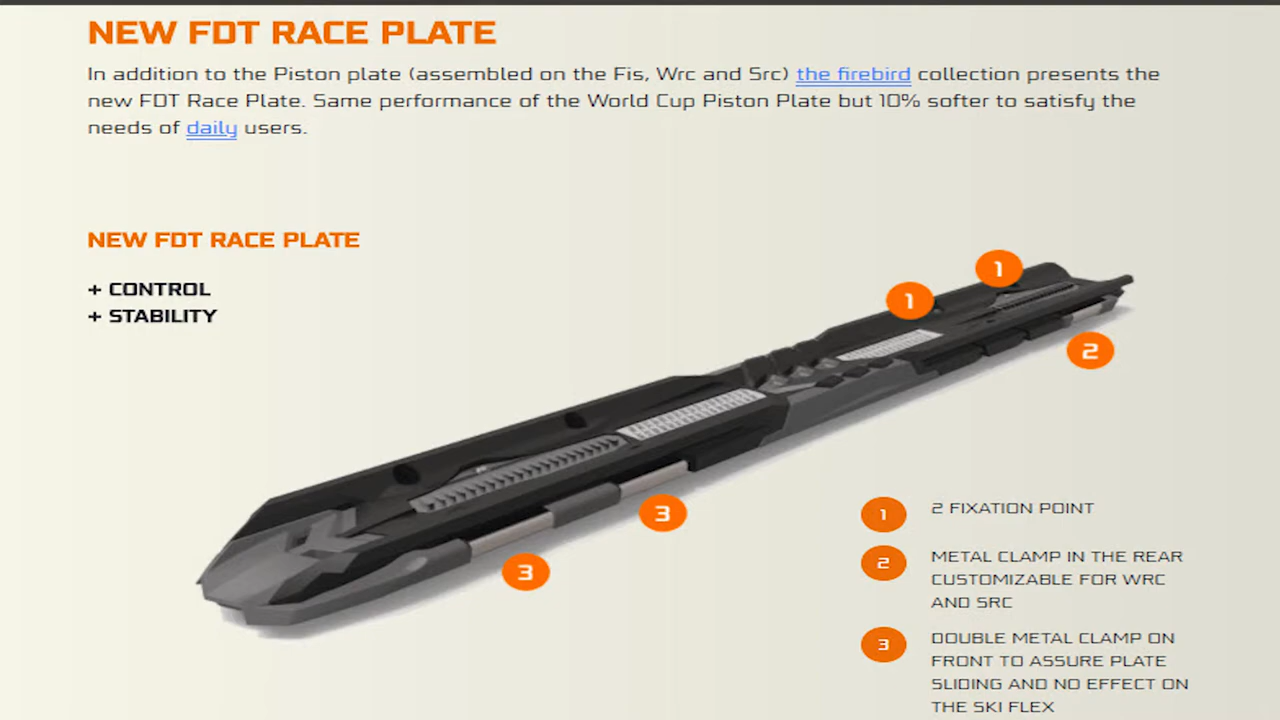 NEW FDT RACE PLATE
In addition to the Piston plate (assembled on the Fis, Wrc and Src) the firebird collection presents the
new FDT Race Plate. Same performance of the World Cup Piston Plate but 10% softer to satisfy the
needs of daily users.
NEW FDT RACE PLATE
+ CONTROL
+ STABILITY
1
1
2
3
3
1 2 FIXATION POINT
2 METAL CLAMP IN THE REAR
CUSTOMIZABLE FOR WRC
AND SRC
3 DOUBLE METAL CLAMP ON
FRONT TO ASSURE PLATE
SLIDING AND NO EFFECT ON
THE SKI FLEX